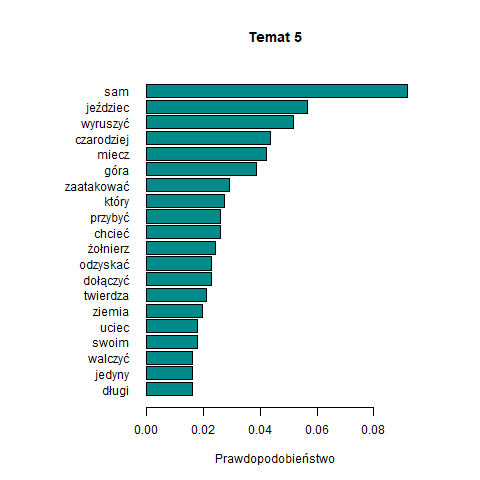 Temat 5
sam
jeździec
wyruszyć
czarodziej
miecz
góra
zaatakować
który
przybyć
chcieć
żołnierz
odzyskać
dołączyć
twierdza
ziemia
uciec
swoim
walczyć
jedyny
długi
0.00 0.02 0.04 0.06 0.08
Prawdopodobieństwo